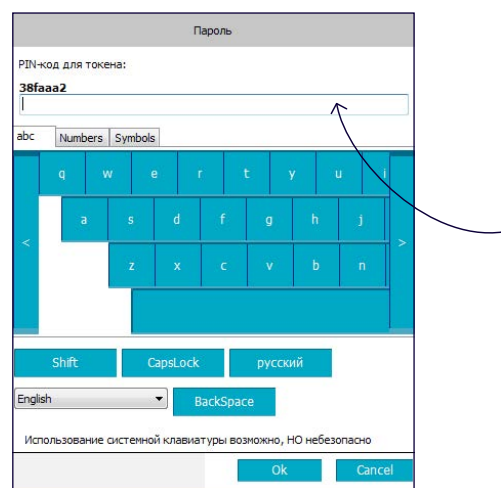 Пароль
PIN-код для токена:
38faaa2
abc Numbers Symbols
q w e r t y u i
< a s d f g h j >
z x c v b n
Shift CapsLock русский
English BackSpace
Использование системной клавиатуры возможно, НО небезопасно
Ok Cancel